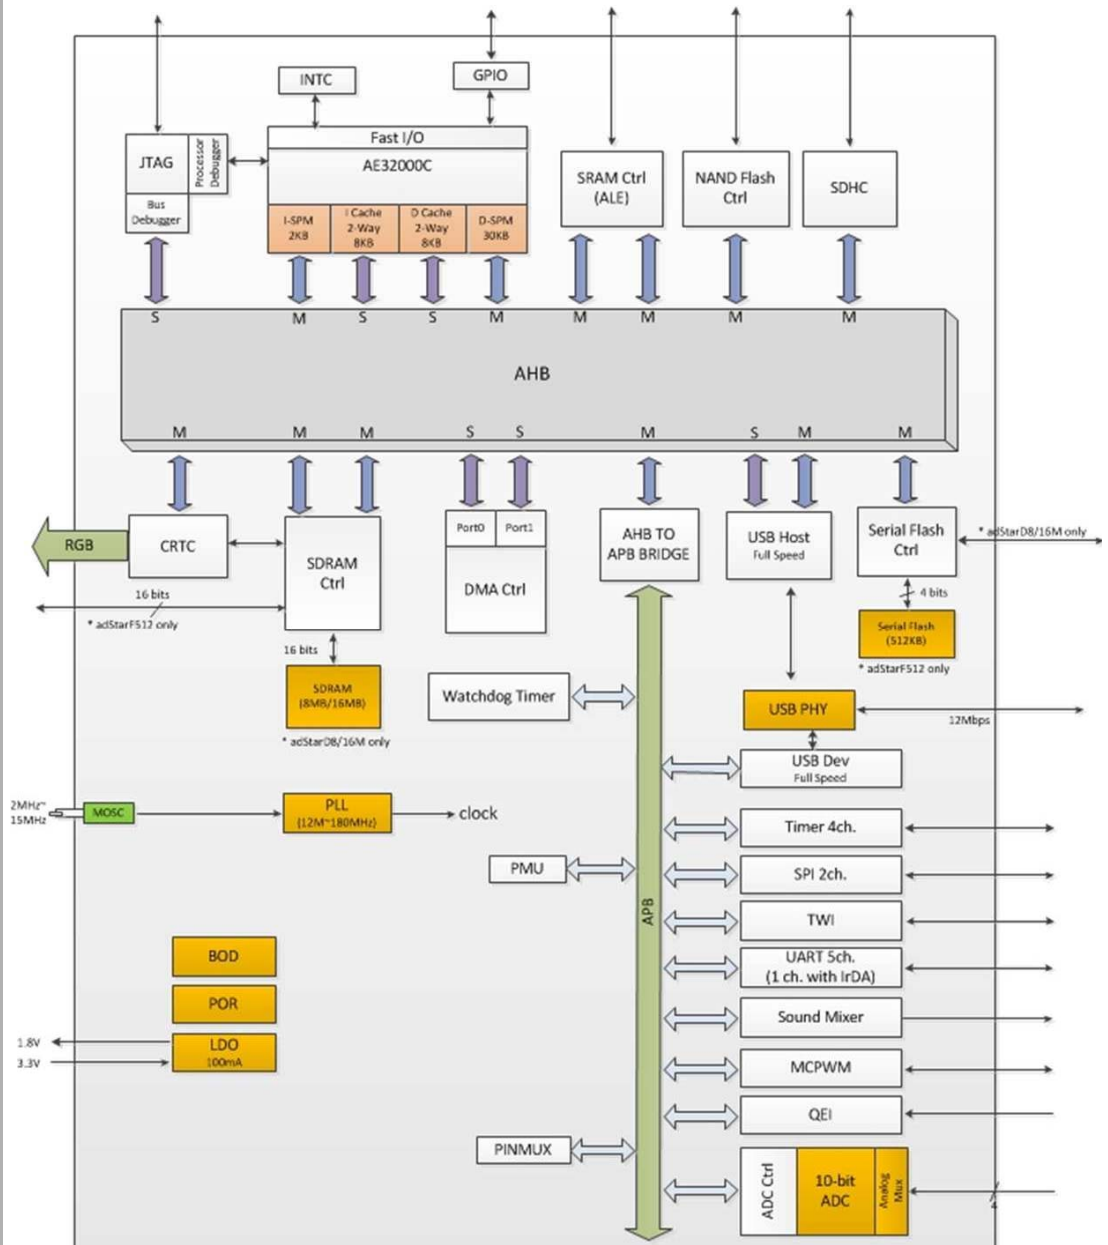 INTC
GPIO
Fast I/O
AE32000C
JTAG
Processor
Debugger
Bus
Debugger
I-SPM
2KB
I Cache
2-Way
8KB
D Cache
2-Way
8KB
D-SPM
30KB
SRAM Ctrl
(ALE)
NAND Flash
Ctrl
SDHC
S M S S M M M M M
AHB
M M M S S M S M M
RGB
CRTC
SDRAM
Ctrl
Port0 Port1
DMA Ctrl
AHB TO
APB BRIDGE
USB Host
Full Speed
Serial Flash
Ctrl
* adStarD8/16M only
16 bits
* adStarF512 only
4 bits
Serial Flash
(512KB)
* adStarF512 only
16 bits
SDRAM
(8MB/16MB)
* adStarD8/16M only
Watchdog Timer
USB PHY
12Mbps
USB Dev
Full Speed
2MHz~
15MHz
MOSC
PLL
(12M~180MHz)
clock
Timer 4ch.
PMU
SPI 2ch.
APB
TWI
BOD
UART 5ch.
(1 ch. with IrDA)
POR
Sound Mixer
1.8V
3.3V
LDO
100mA
MCPWM
QEI
PINMUX
ADC Ctrl
10-bit
ADC
Analog
Mux
4